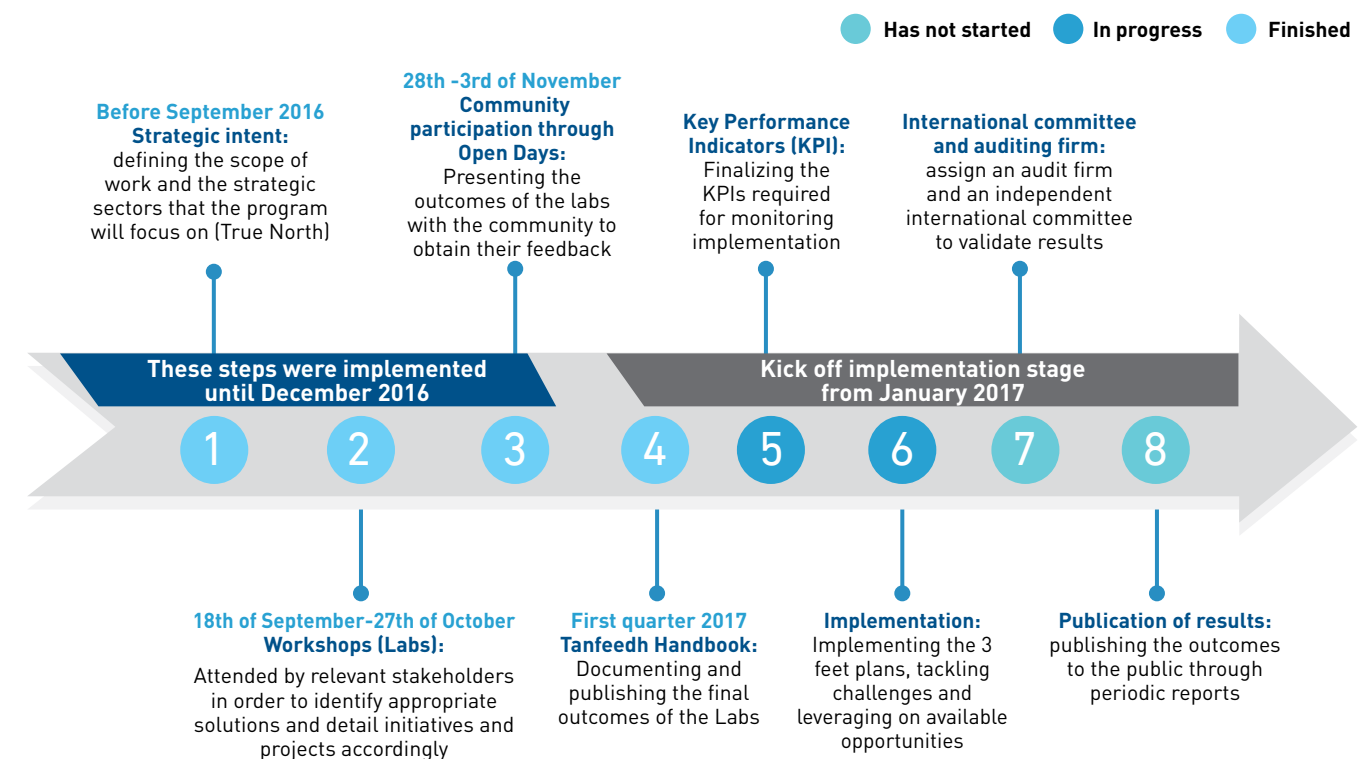 Has not started
In progress
Finished
Before September 2016
Strategic intent:
defining the scope of
work and the strategic
sectors that the program
will focus on (True North)
28th -3rd of November
Community
participation through
Open Days:
Presenting the
outcomes of the labs
with the community to
obtain their feedback
Key Performance
Indicators (KPI):
Finalizing the
KPIs required
for monitoring
implementation
International committee
and auditing firm:
assign an audit firm
and an independent
international committee
to validate results
These steps were implemented
until December 2016
Kick off implementation stage
from January 2017
1
2
3
4
5
6
7
8
18th of September-27th of October
Workshops (Labs):
Attended by relevant stakeholders
in order to identify appropriate
solutions and detail initiatives and
projects accordingly
First quarter 2017
Tanfeedh Handbook:
Documenting and
publishing the final
outcomes of the Labs
Implementation:
Implementing the 3
feet plans, tackling
challenges and
leveraging on available
opportunities
Publication of results:
publishing the outcomes
to the public through
periodic reports